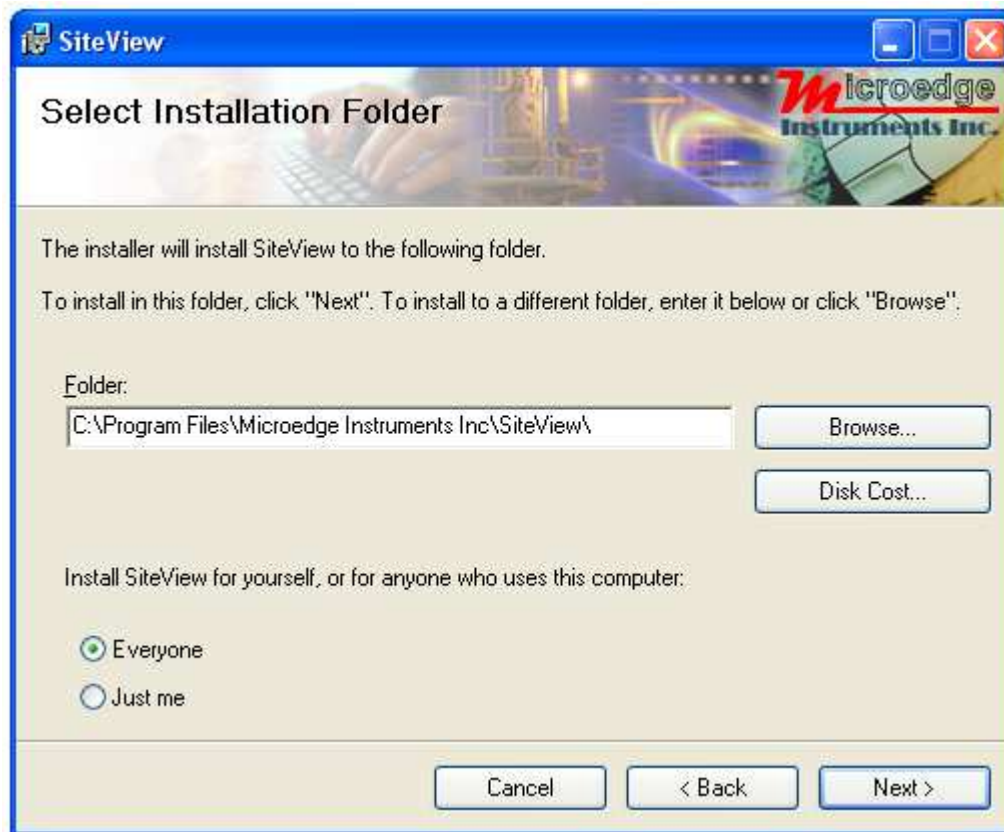 SiteView
Select Installation Folder
Microedge
Instruments Inc.
The installer will install SiteView to the following folder.
To install in this folder, click "Next". To install to a different folder, enter it below or click "Browse".
Folder:
C:\Program Files\Microedge Instruments Inc\SiteView\
Browse...
Disk Cost...
Install SiteView for yourself, or for anyone who uses this computer:
Everyone
Just me
Cancel
< Back
Next >